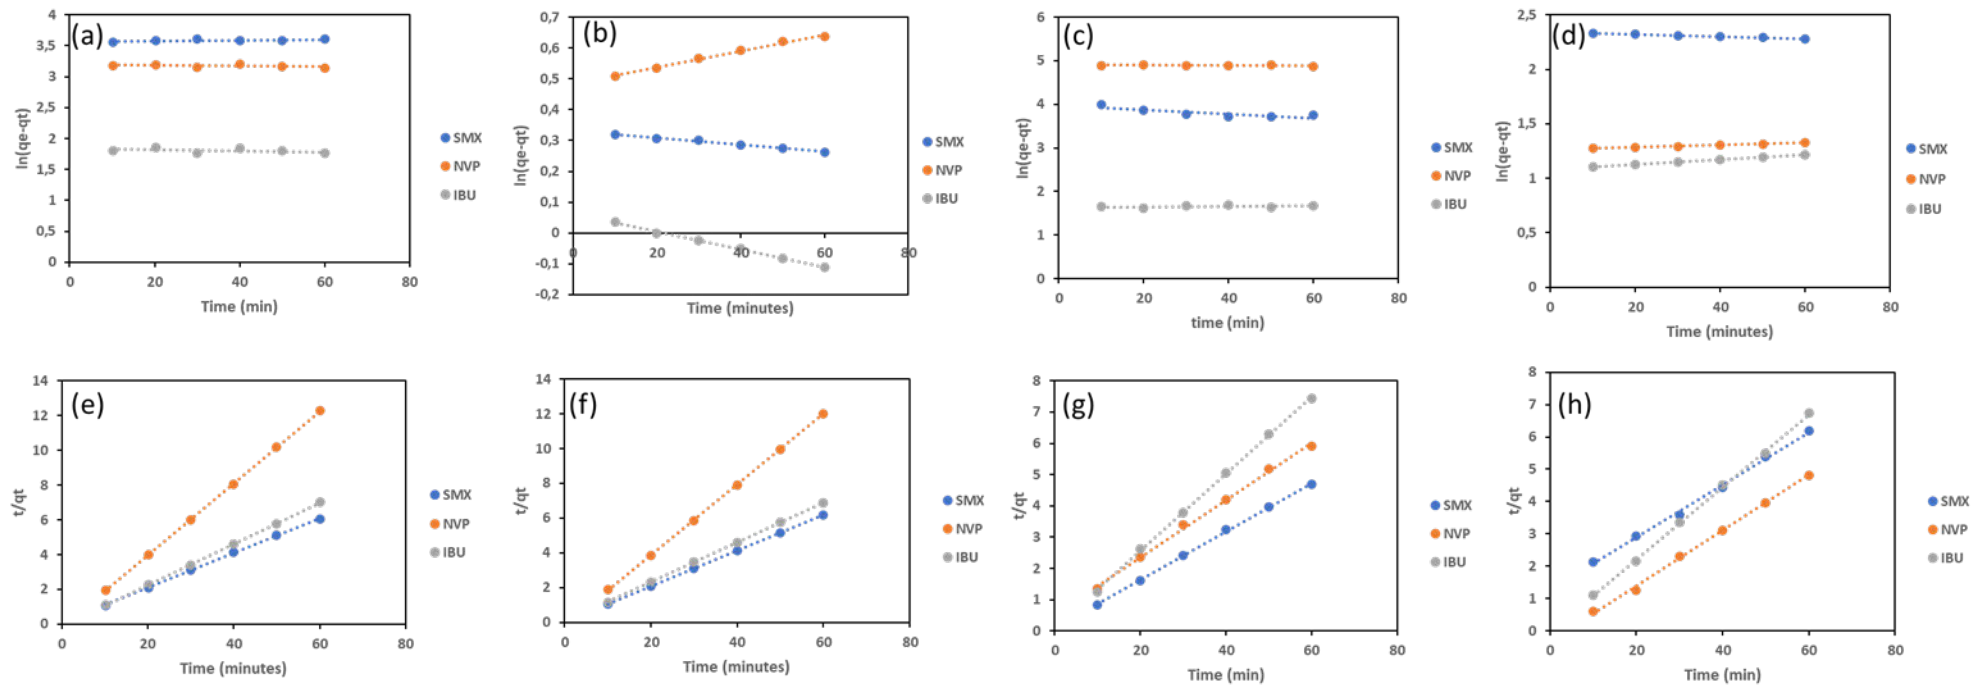 (a)
4
3,5
3
2,5
2
1,5
1
0,5
0
0 20 40 60 80
ln(qe-qt)
Time (min)
SMX
NVP
IBU
(b)
0,7
0,6
0,5
0,4
0,3
0,2
0,1
0
-0,1
-0,2
0 20 40 60 80
ln(qe-qt)
Time (minutes)
SMX
NVP
IBU
(c)
6
5
4
3
2
1
0
0 20 40 60 80
ln(qe-qt)
time (min)
SMX
NVP
IBU
(d)
2,5
2
1,5
1
0,5
0
0 20 40 60 80
ln(qe-qt)
Time (minutes)
SMX
NVP
IBU
(e)
14
12
10
8
6
4
2
0
0 20 40 60 80
t/qt
Time (minutes)
SMX
NVP
IBU
(f)
14
12
10
8
6
4
2
0
0 20 40 60 80
t/qt
Time (minutes)
SMX
NVP
IBU
(g)
8
7
6
5
4
3
2
1
0
0 20 40 60 80
t/qt
Time (min)
SMX
NVP
IBU
(h)
8
7
6
5
4
3
2
1
0
0 20 40 60 80
t/qt
Time (min)
SMX
NVP
IBU